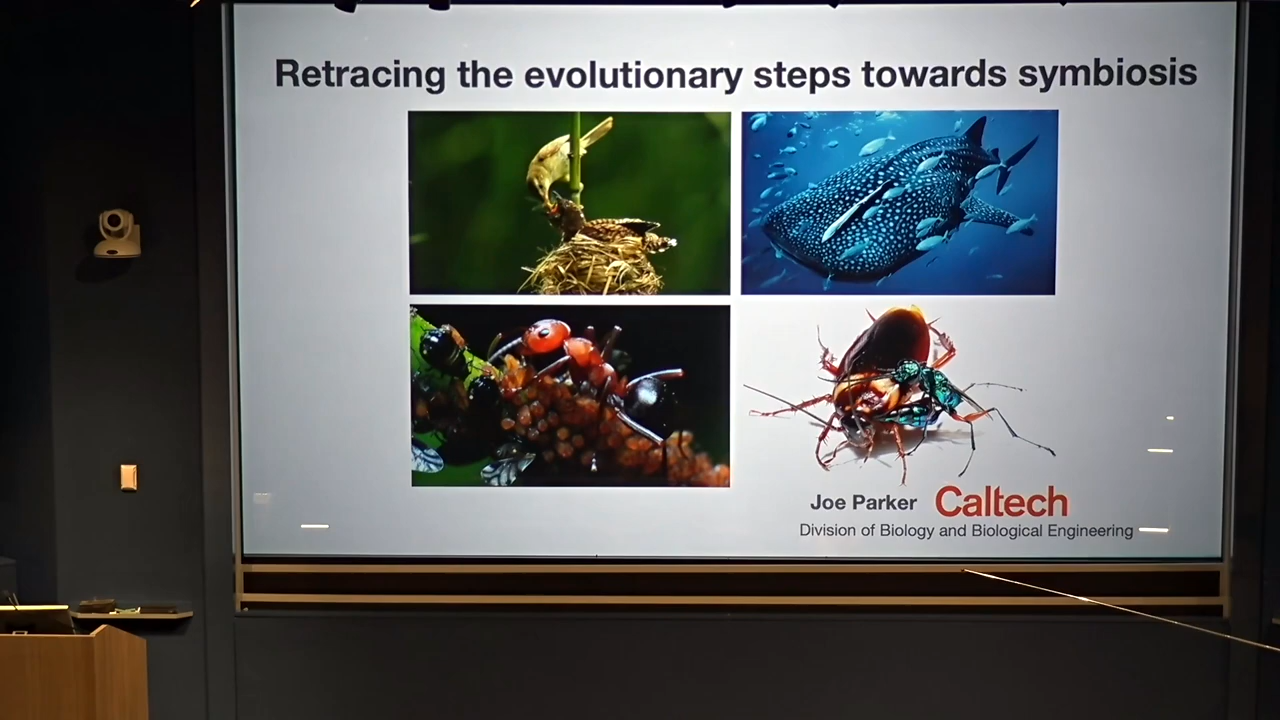 Retracing the evolutionary steps towards symbiosis
Joe Parker Caltech
Division of Biology and Biological Engineering